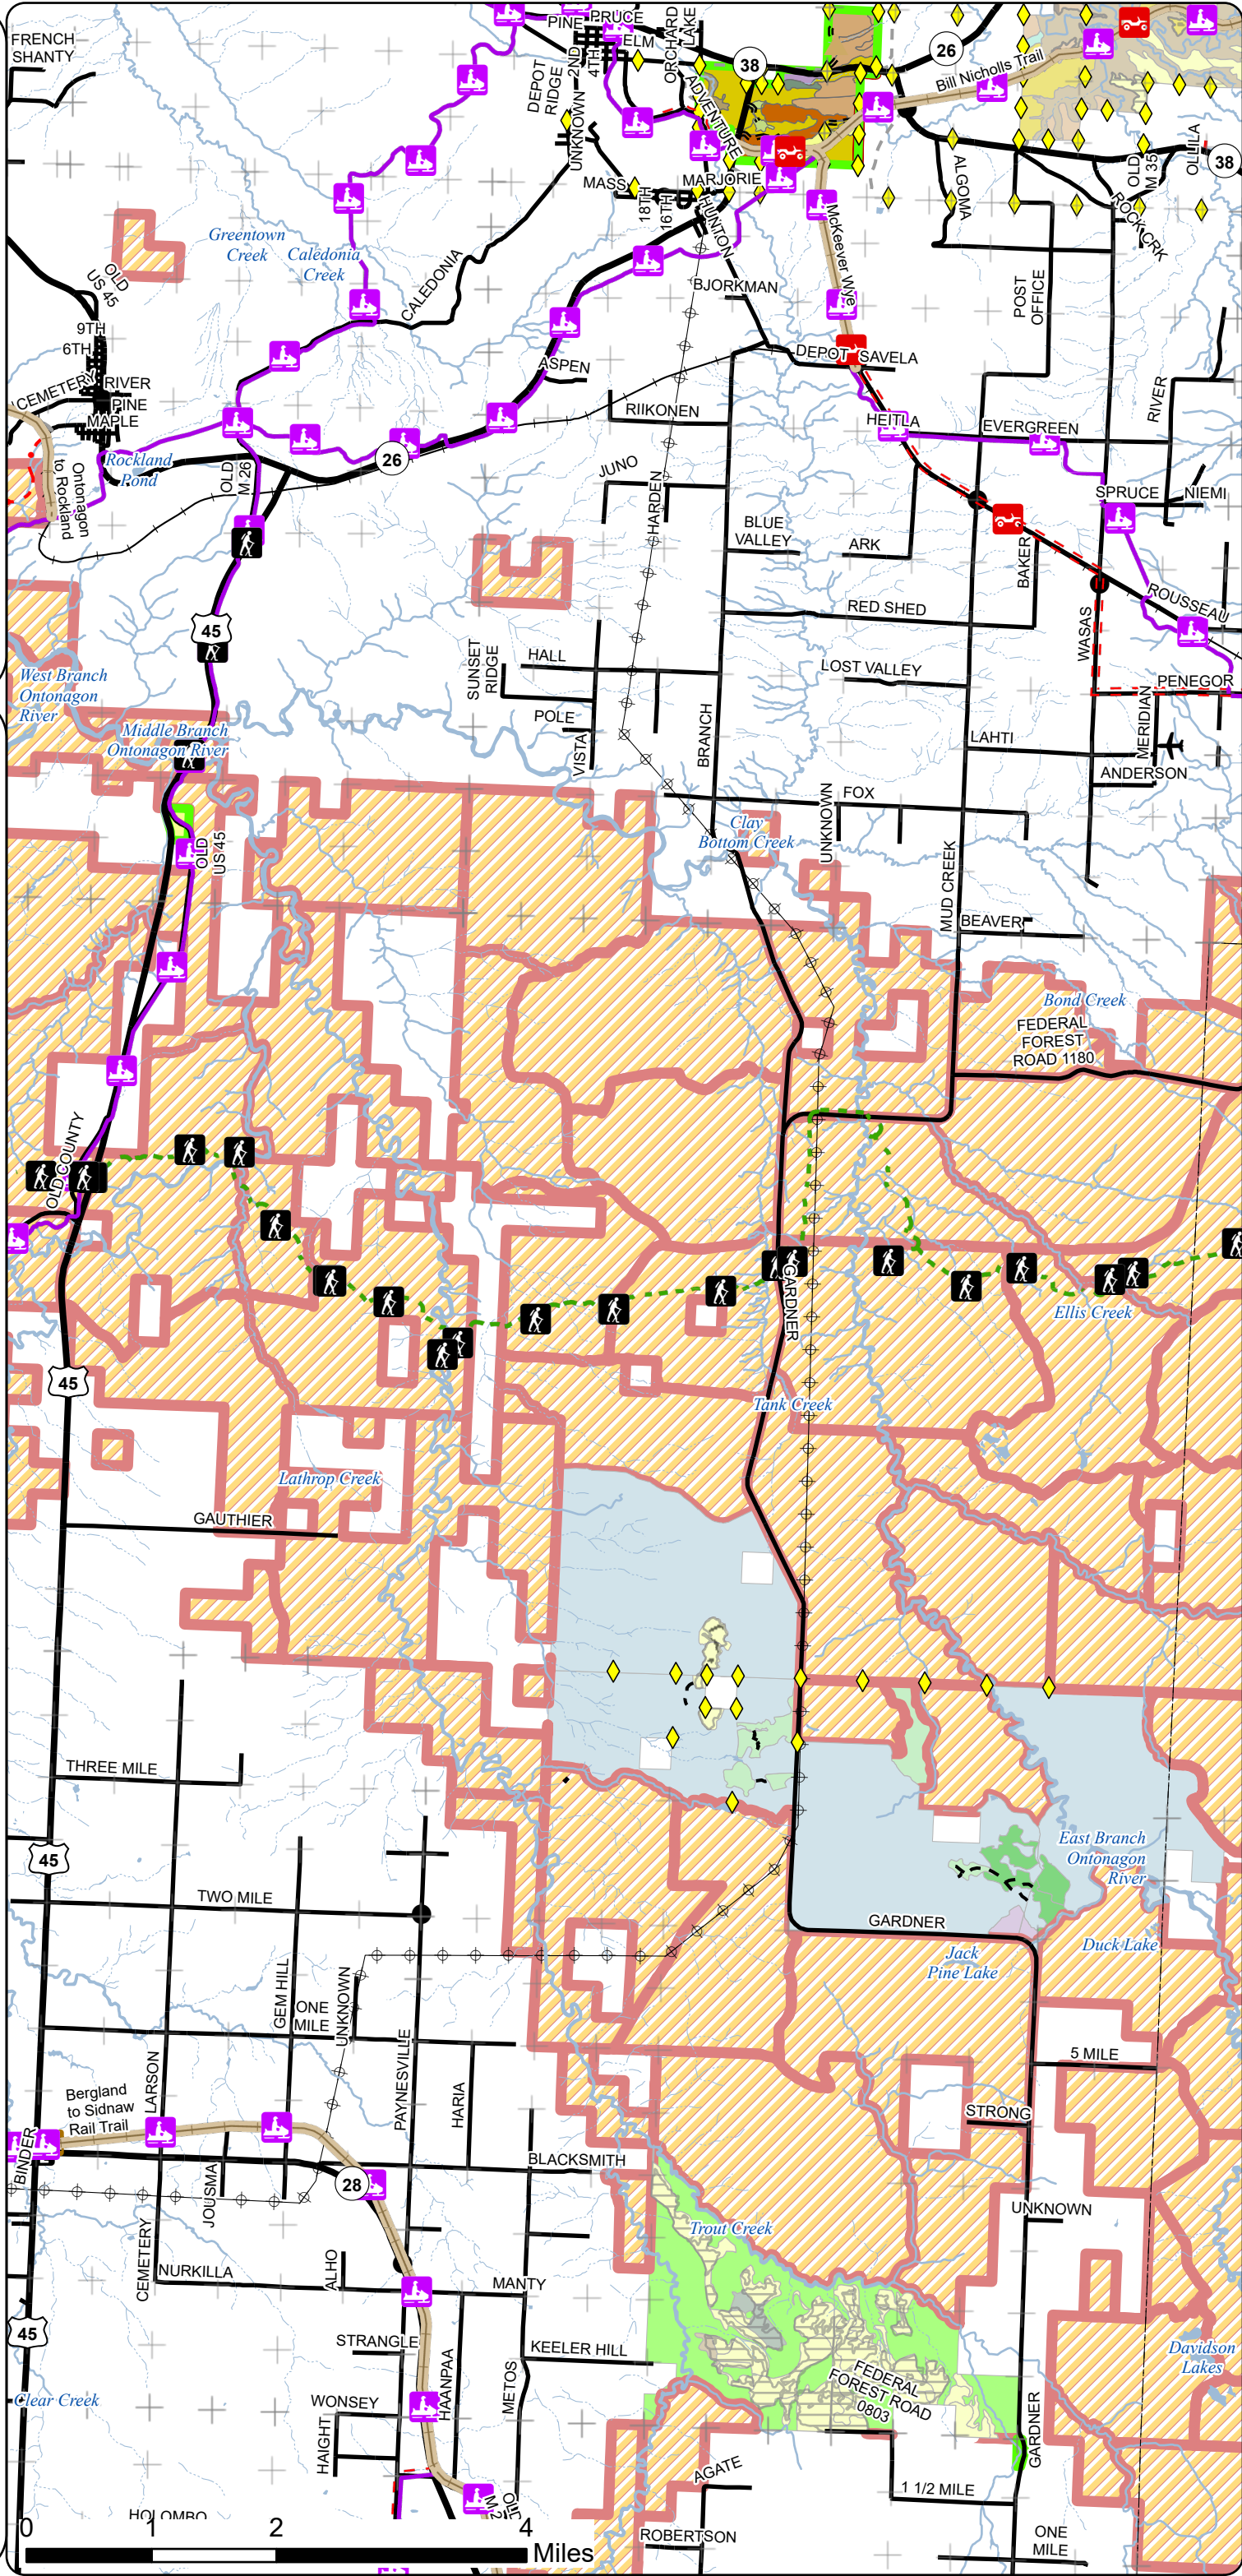 FRENCH
SHANTY
PINE
SPRUCE
ELM
2ND
4TH
ORCHARD
LAKE
DEPOT
RIDGE
UNKNOWN
38
26
Bill Nicholls Trail
ADVENTURE
MASS
MARJORIE
18TH
16TH
HUNTON
ALGOMA
OLD
M 35
OLLILA
38
ROCK CRK
Greentown
Creek
Caledonia
Creek
CALEDONIA
OLD
US 45
McKeever Wye
BJORKMAN
POST
OFFICE
9TH
6TH
CEMETERY
RIVER
PINE
MAPLE
ASPEN
DEPOT
SAVELA
RIIKONEN
HEITLA
EVERGREEN
RIVER
Rockland
Pond
Ontonagon
to Rockland
OLD
M 26
26
JUNO
HARDEN
SPRUCE
NIEMI
BLUE
VALLEY
ARK
BAKER
ROUSSEAU
RED SHED
WASAS
45
SUNSET
RIDGE
HALL
LOST VALLEY
PENEGOR
West Branch
Ontonagon
River
Middle Branch
Ontonagon River
POLE
VISTA
BRANCH
LAHTI
MERIDIAN
ANDERSON
FOX
UNKNOWN
Clay
Bottom Creek
OLD
US 45
MUD CREEK
BEAVER
Bond Creek
FEDERAL
FOREST
ROAD 1180
OLD COUNTY
GARDNER
Ellis Creek
45
Tank Creek
Lathrop Creek
GAUTHIER
THREE MILE
45
East Branch
Ontonagon
River
TWO MILE
GARDNER
Jack
Pine Lake
Duck Lake
GEM HILL
ONE
MILE
UNKNOWN
PAYNESVILLE
5 MILE
Bergland
to Sidnaw
Rail Trail
LARSON
HARIA
STRONG
BINDER
BLACKSMITH
28
JOUSMA
UNKNOWN
CEMETERY
Trout Creek
NURKILLA
ALHO
MANTY
45
STRANGLE
KEELER HILL
Davidson
Lakes
HAANPAA
METOS
FEDERAL
FOREST ROAD
0803
Clear Creek
WONSEY
HAIGHT
GARDNER
AGATE
1 1/2 MILE
OLD
M 2
HOLOMBO
ROBERTSON
ONE
MILE
0 1 2 4
Miles